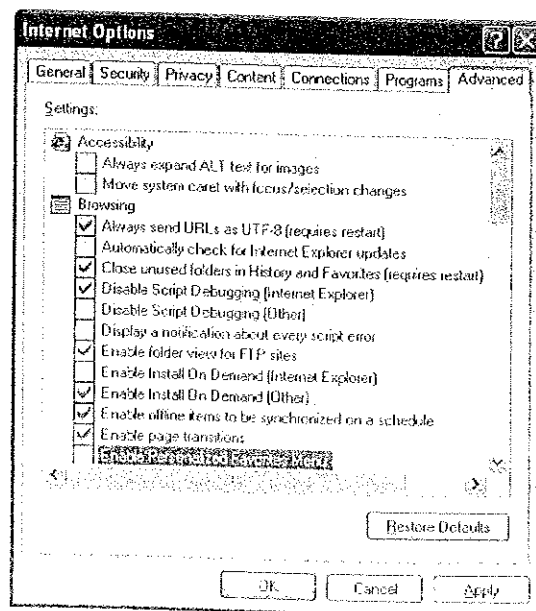 Internet Options
General Security Privacy Content Connections Programs Advanced
Settings:
Accessibility
Always expand ALT text for images
Move system caret with focus/selection changes
Browsing
Always send URLs as UTF-8 (requires restart)
Automatically check for Internet Explorer updates
Close unused folders in History and Favorites (requires restart)
Disable Script Debugging (Internet Explorer)
Disable Script Debugging (Other)
Display a notification about every script error
Enable folder view for FTP sites
Enable Install On Demand (Internet Explorer)
Enable Install On Demand (Other)
Enable offline items to be synchronized on a schedule
Enable page transitions
Enable Personalized Favorites Menu
Restore Defaults
OK Cancel Apply